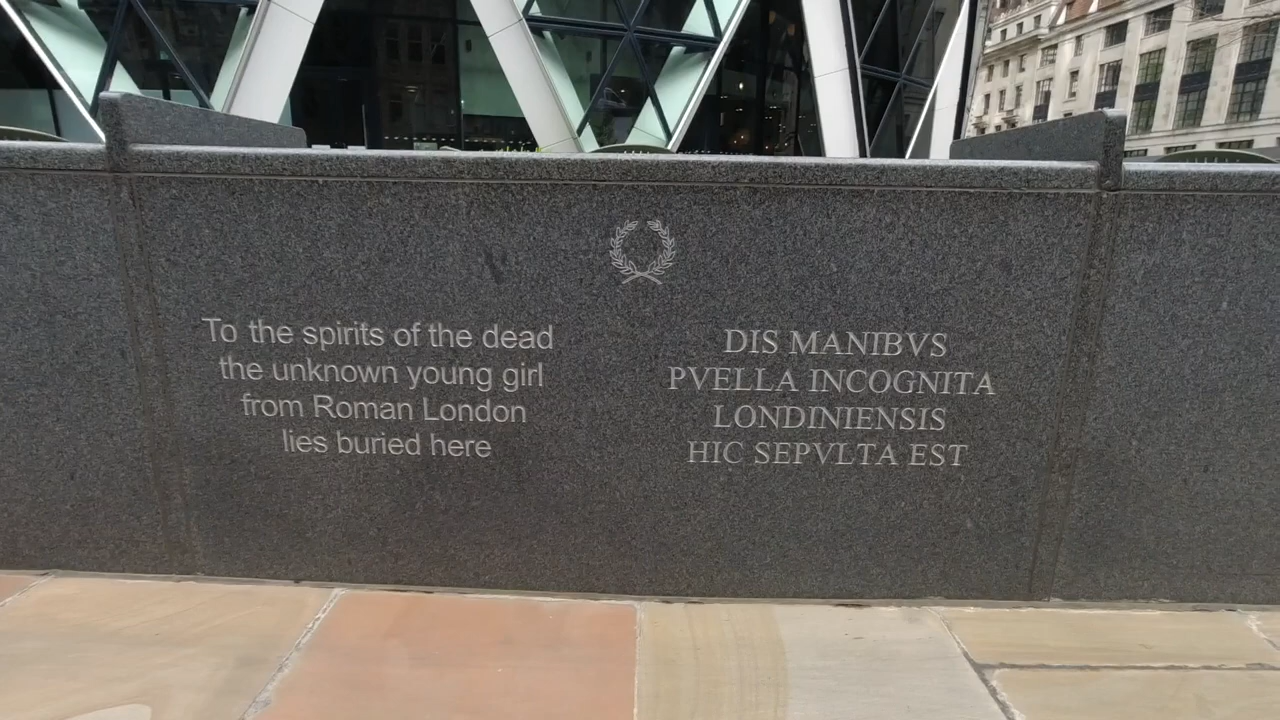 To the spirits of the dead
the unknown young girl
from Roman London
lies buried here
DIS MANIBVS
PVELLA INCOGNITA
LONDINIENSIS
HIC SEPVLTA EST